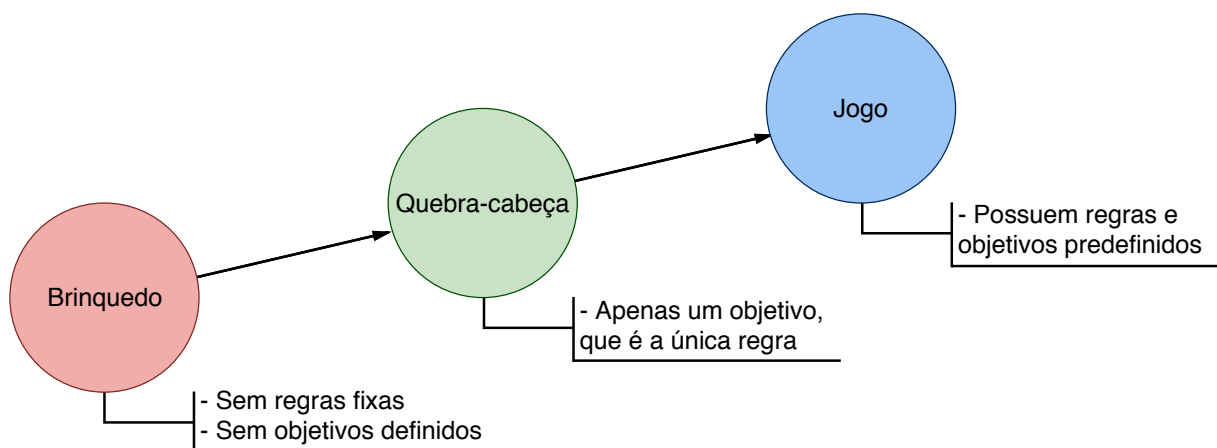 Jogo
Quebra-cabeça
- Possuem regras e
objetivos predefinidos
Brinquedo
- Apenas um objetivo,
que é a única regra
- Sem regras fixas
- Sem objetivos definidos